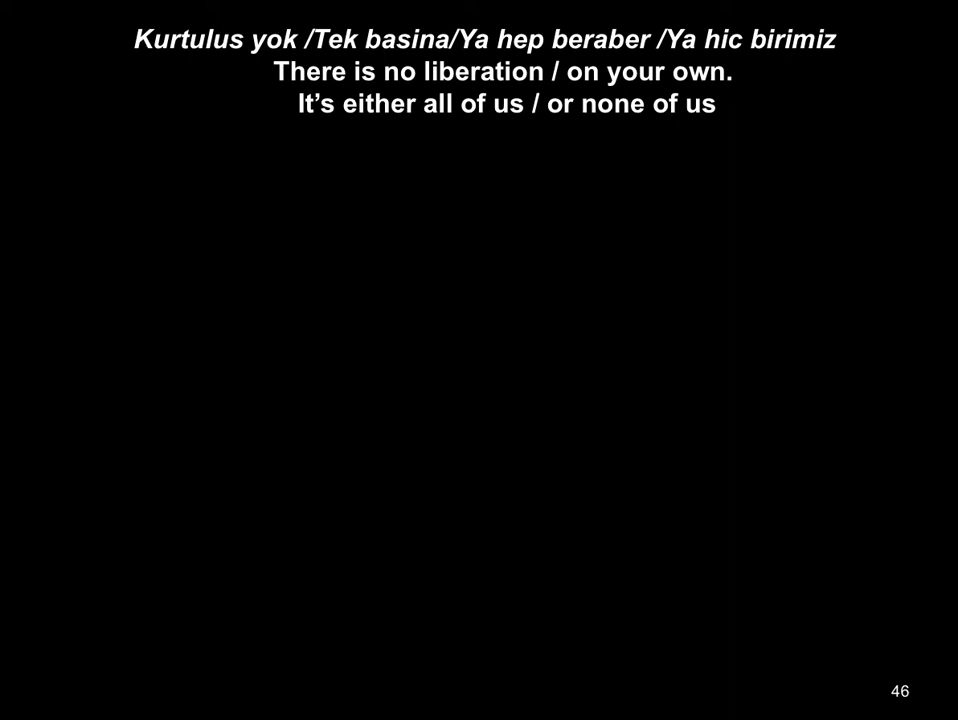 Kurtulus yok /Tek basina/Ya hep beraber /Ya hic birimiz
There is no liberation / on your own.
It’s either all of us / or none of us
46